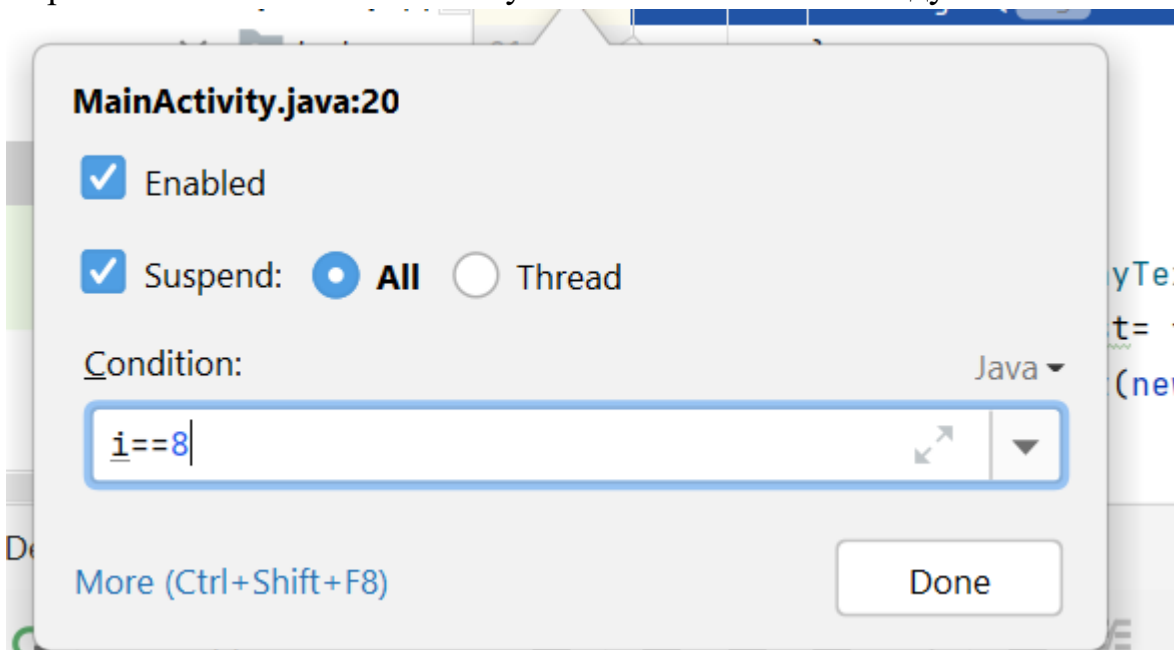 MainActivity.java:20
Enabled
Suspend: All Thread
Condition:
Java
i==8
More (Ctrl+Shift+F8)
Done
t=